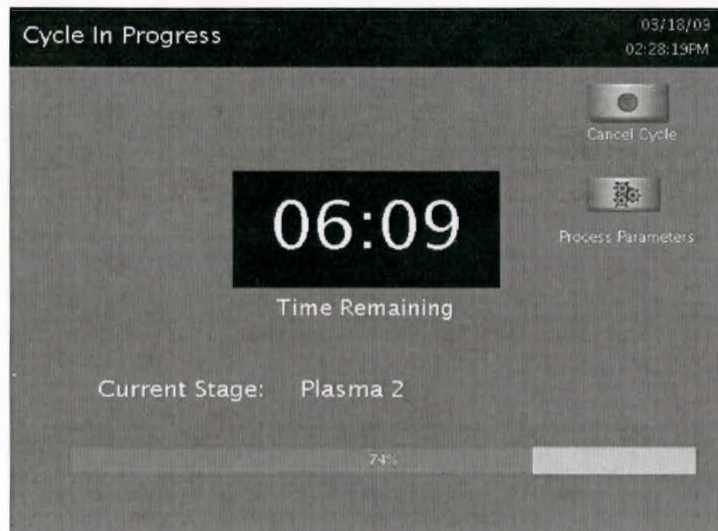 Cycle In Progress
03/18/09
02:28:19PM
Cancel Cycle
06:09
Process Parameters
Time Remaining
Current Stage: Plasma 2
74%